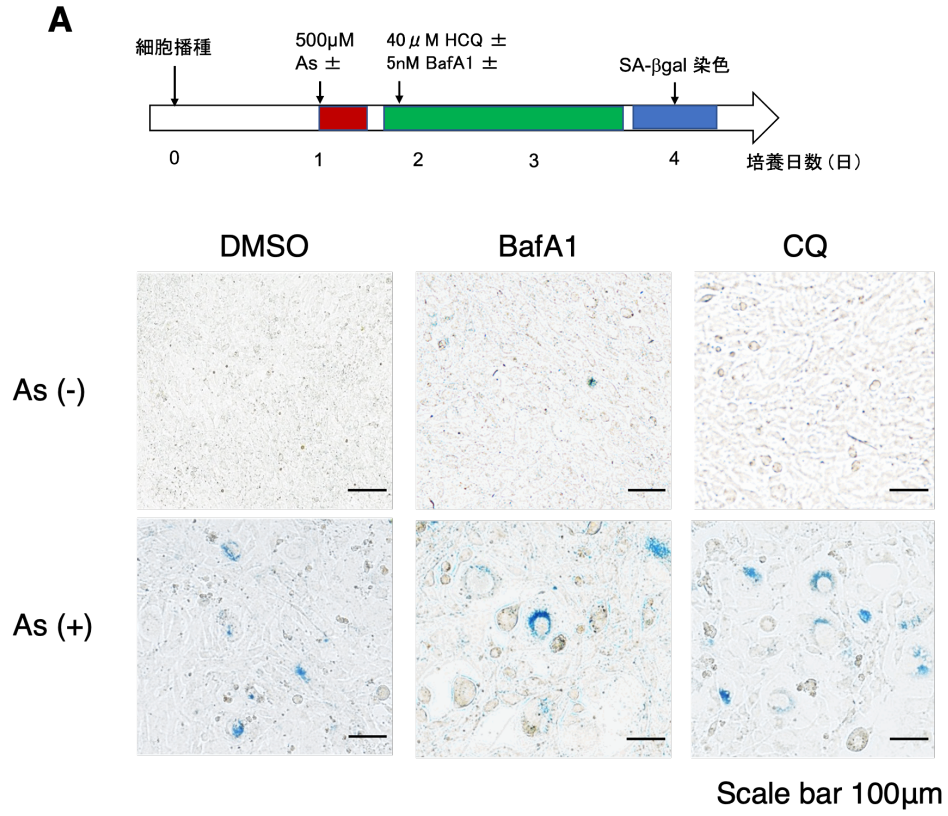 A
細胞播種
500μM
As ±
40μM HCQ ±
5nM BafA1 ±
SA-βgal 染色
0
1
2
3
4
培養日数（日）
DMSO
BafA1
CQ
As (-)
As (+)
Scale bar 100μm